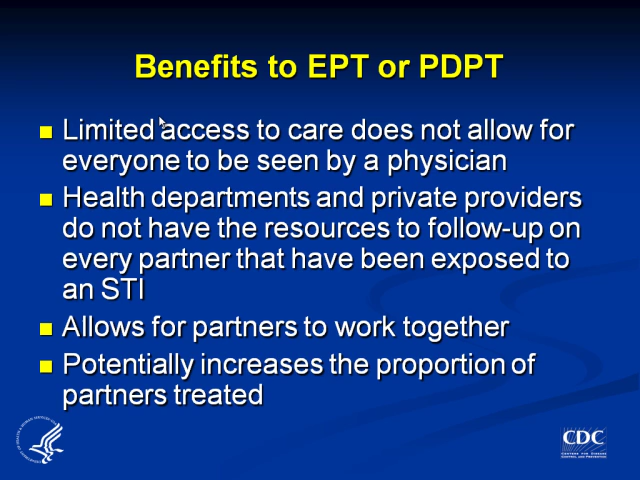 Benefits to EPT or PDPT
Limited access to care does not allow for
everyone to be seen by a physician
Health departments and private providers
do not have the resources to follow-up on
every partner that have been exposed to
an STI
Allows for partners to work together
Potentially increases the proportion of
partners treated
CDC
CENTERS FOR DISEASE
CONTROL AND PREVENTION